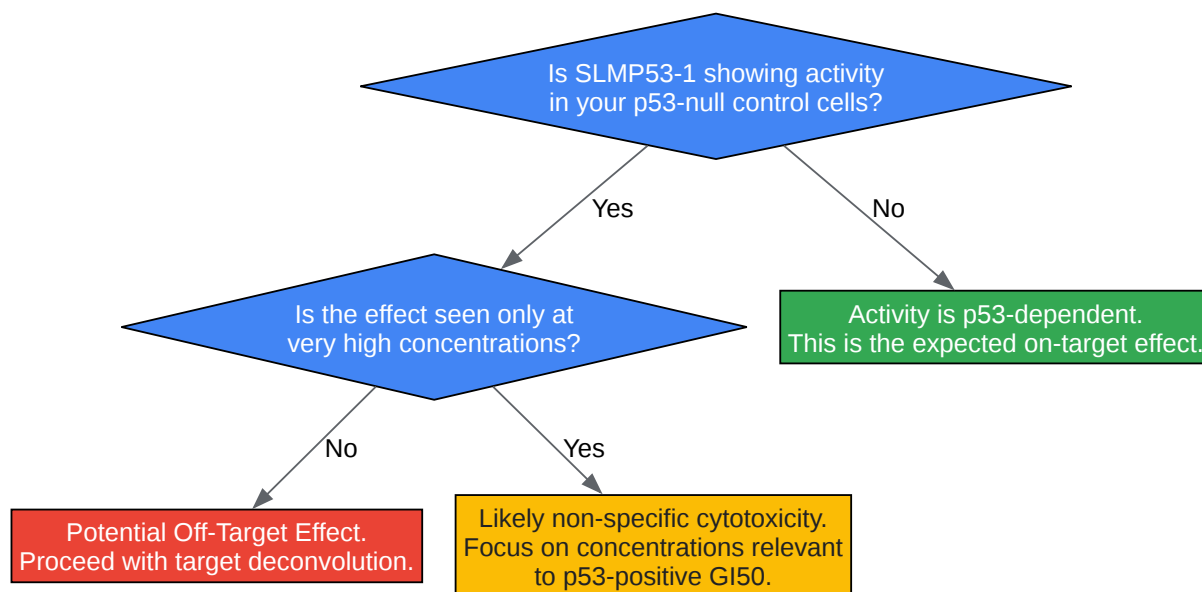 Is SLMP53-1 showing activity
in your p53-null control cells?
Yes
No
Is the effect seen only at
very high concentrations?
Activity is p53-dependent.
This is the expected on-target effect.
No
Yes
Potential Off-Target Effect.
Proceed with target deconvolution.
Likely non-specific cytotoxicity.
Focus on concentrations relevant
to p53-positive GI50.